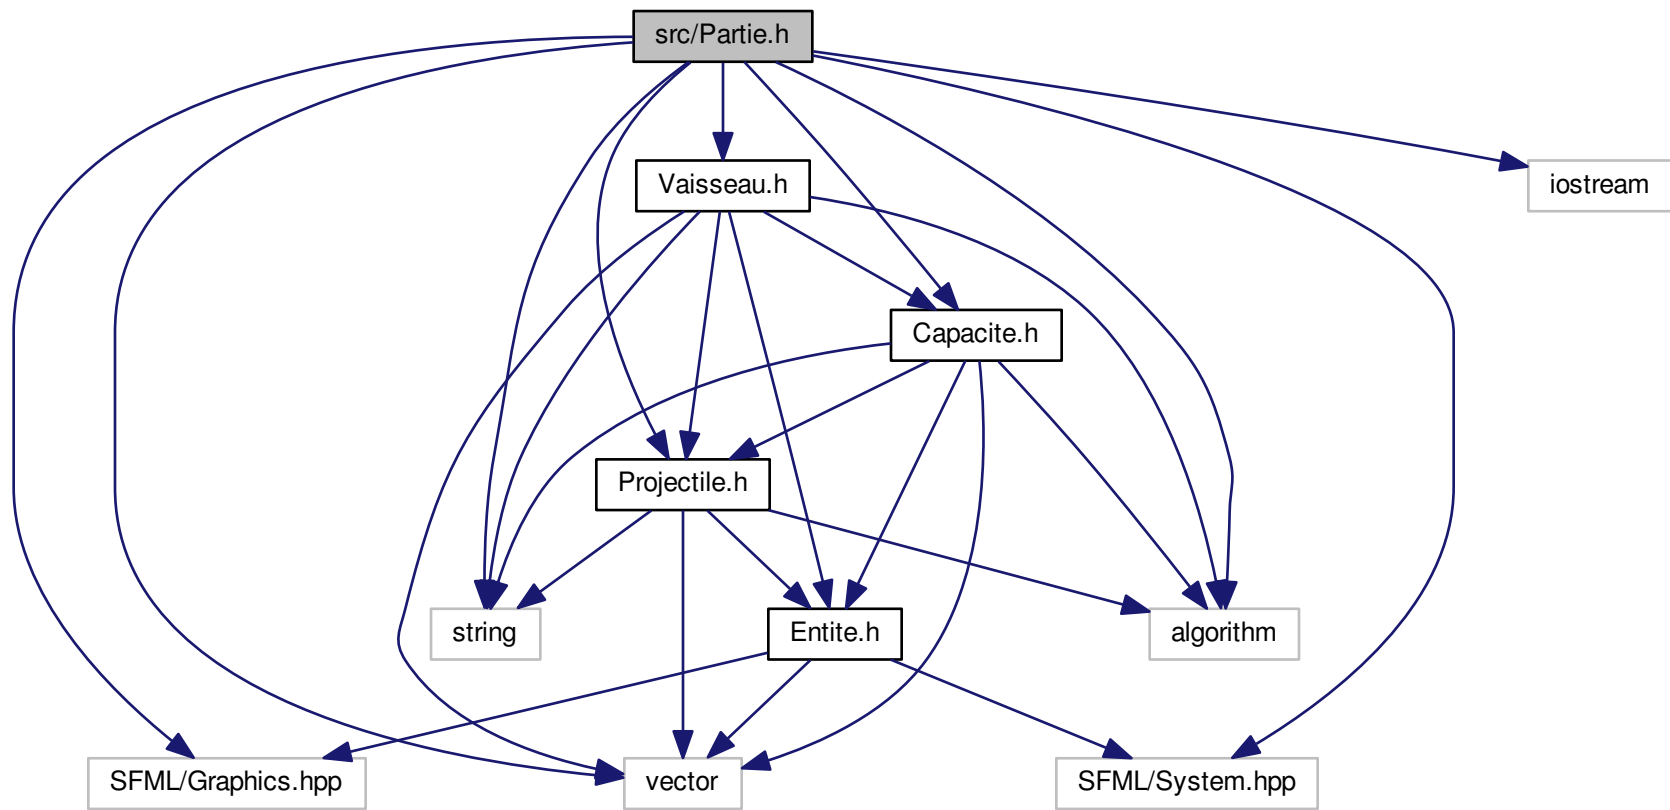 src/Partie.h
Vaisseau.h
iostream
Capacite.h
Projectile.h
string
Entite.h
algorithm
SFML/Graphics.hpp
vector
SFML/System.hpp